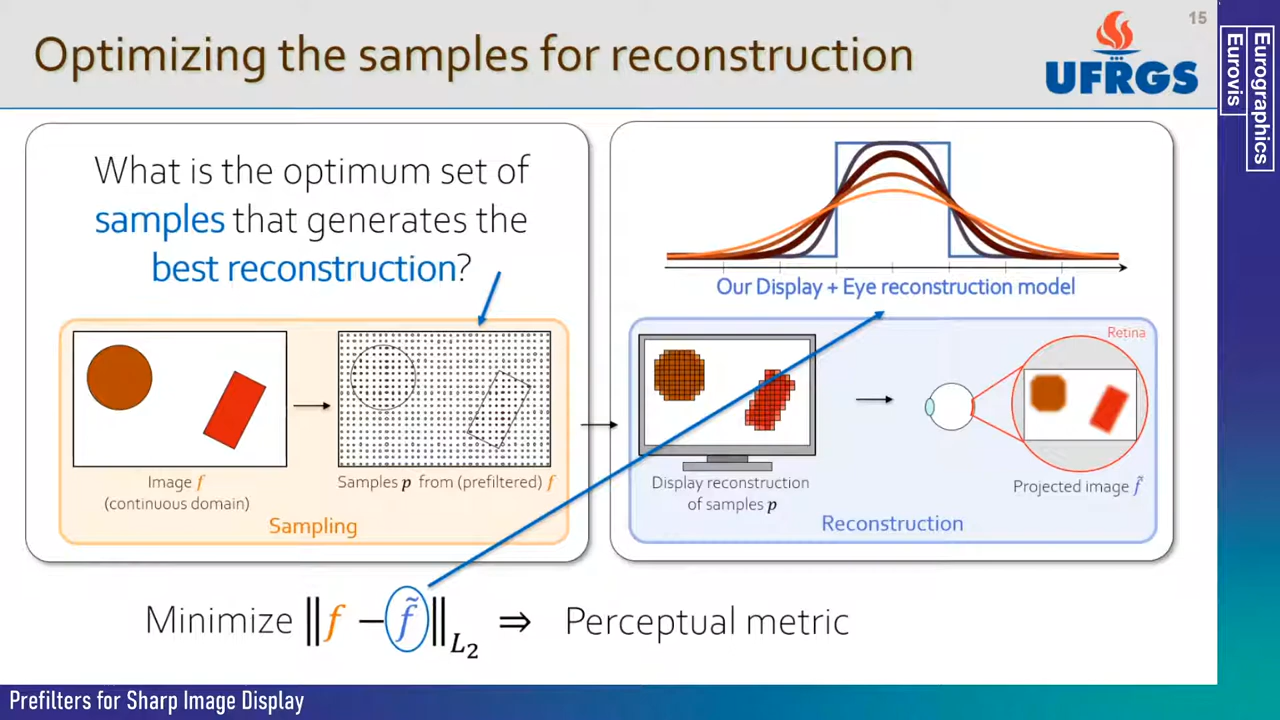 15
Optimizing the samples for reconstruction
UFRGS
Eurographics
Eurovis
What is the optimum set of
samples that generates the
best reconstruction?
Image f
(continuous domain)
Samples p from (prefiltered) f
Sampling
Our Display + Eye reconstruction model
Retina
Display reconstruction
of samples p
Projected image f̃
Reconstruction
Minimize ‖f − f̃‖L₂ ⇒ Perceptual metric
Prefilters for Sharp Image Display